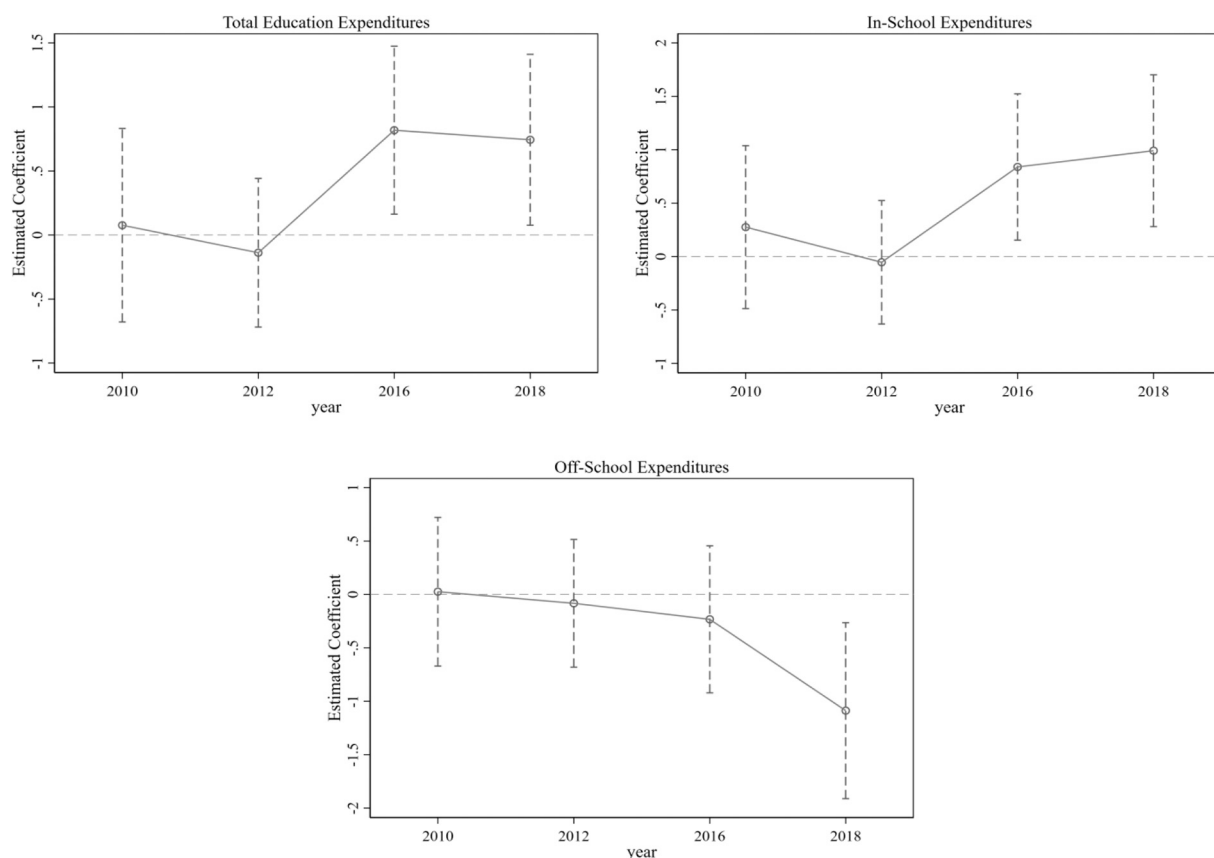 Total Education Expenditures
Estimated Coefficient
1.5
1
.5
0
-.5
-1
2010 2012 2016 2018
year
In-School Expenditures
Estimated Coefficient
2
1.5
1
.5
0
-.5
-1
2010 2012 2016 2018
year
Off-School Expenditures
Estimated Coefficient
1
.5
0
-.5
-1
-1.5
-2
2010 2012 2016 2018
year